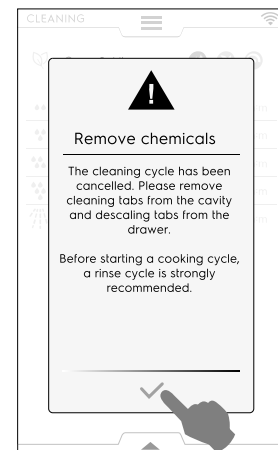 CLEANING
!
Remove chemicals
The cleaning cycle has been
cancelled. Please remove
cleaning tabs from the cavity
and descaling tabs from the
drawer.
Before starting a cooking cycle,
a rinse cycle is strongly
recommended.